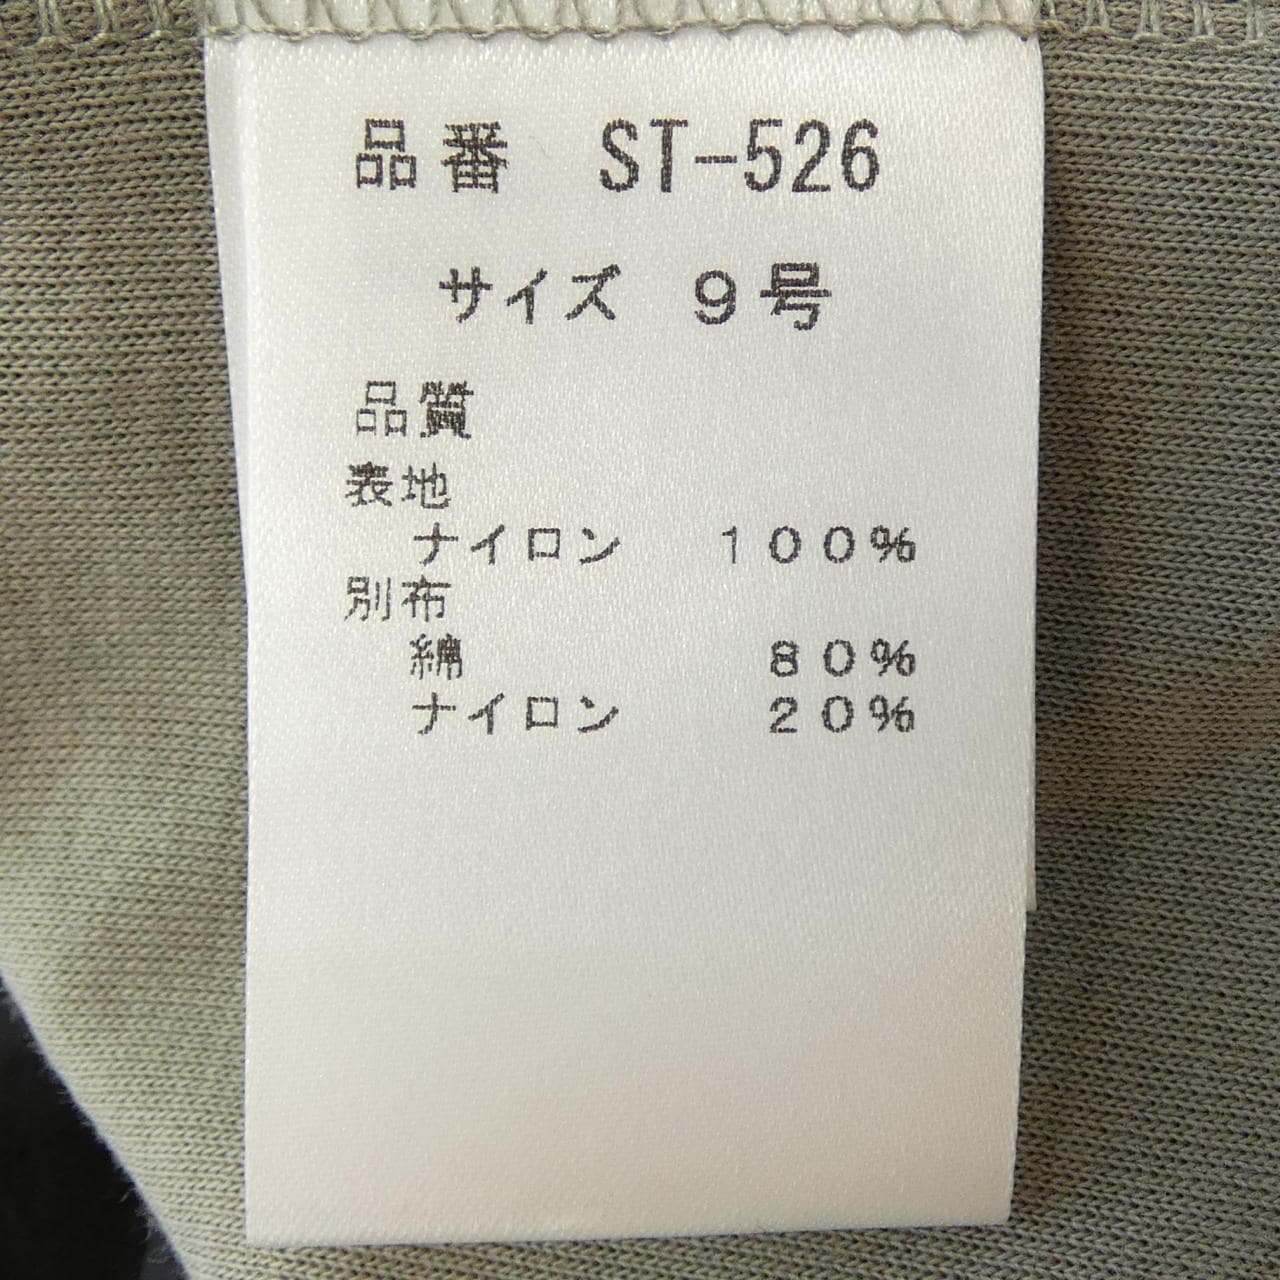 品番 ST-526
サイズ 9号
品質
表地
ナイロン 100%
別布
綿 80%
ナイロン 20%